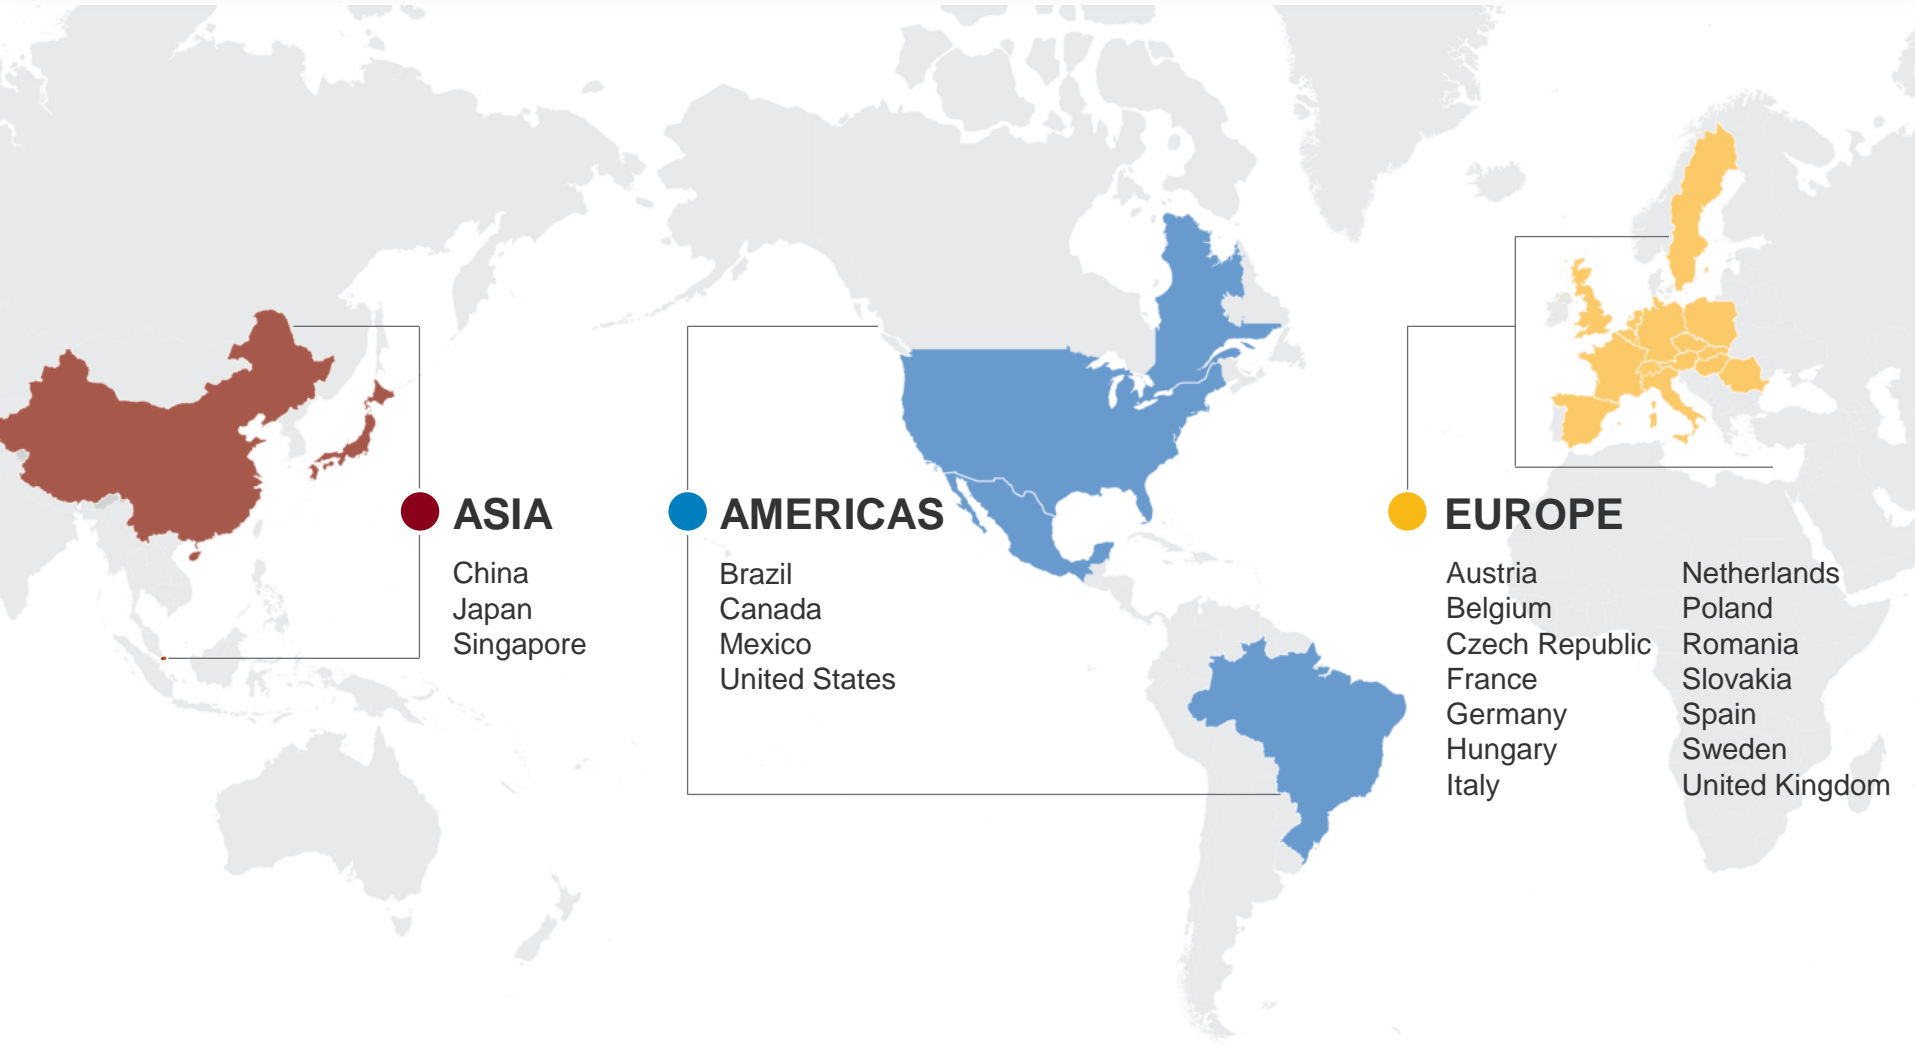 ASIA
China
Japan
Singapore
AMERICAS
Brazil
Canada
Mexico
United States
EUROPE
Austria
Belgium
Czech Republic
France
Germany
Hungary
Italy
Netherlands
Poland
Romania
Slovakia
Spain
Sweden
United Kingdom